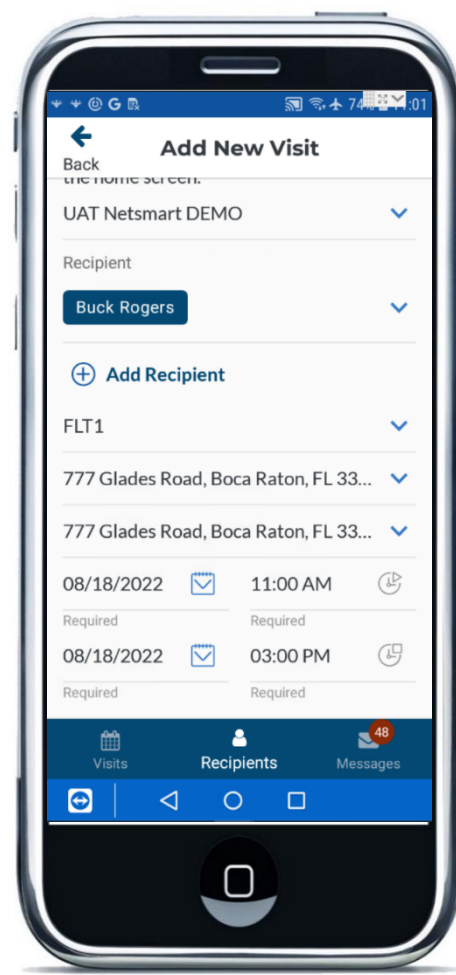 G 74% :01
Back
Add New Visit
the home screen.
UAT Netsmart DEMO
Recipient
Buck Rogers
Add Recipient
FLT1
777 Glades Road, Boca Raton, FL 33...
777 Glades Road, Boca Raton, FL 33...
08/18/2022 11:00 AM
Required Required
08/18/2022 03:00 PM
Required Required
48
Visits Recipients Messages